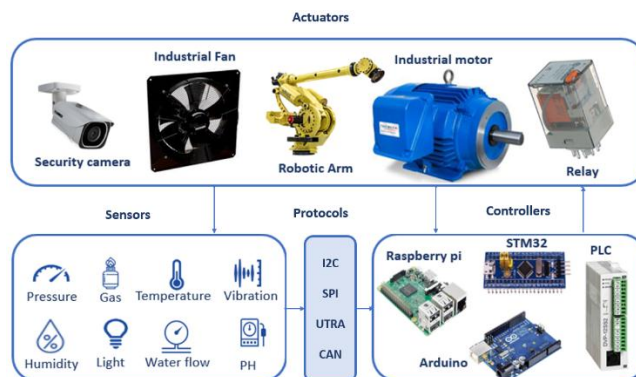 Actuators
Industrial Fan
Industrial motor
Security camera
Robotic Arm
Relay
Sensors
Protocols
Controllers
Pressure
Gas
Temperature
Vibration
Humidity
Light
Water flow
PH
I2C
SPI
UTRA
CAN
Raspberry pi
STM32
PLC
Arduino